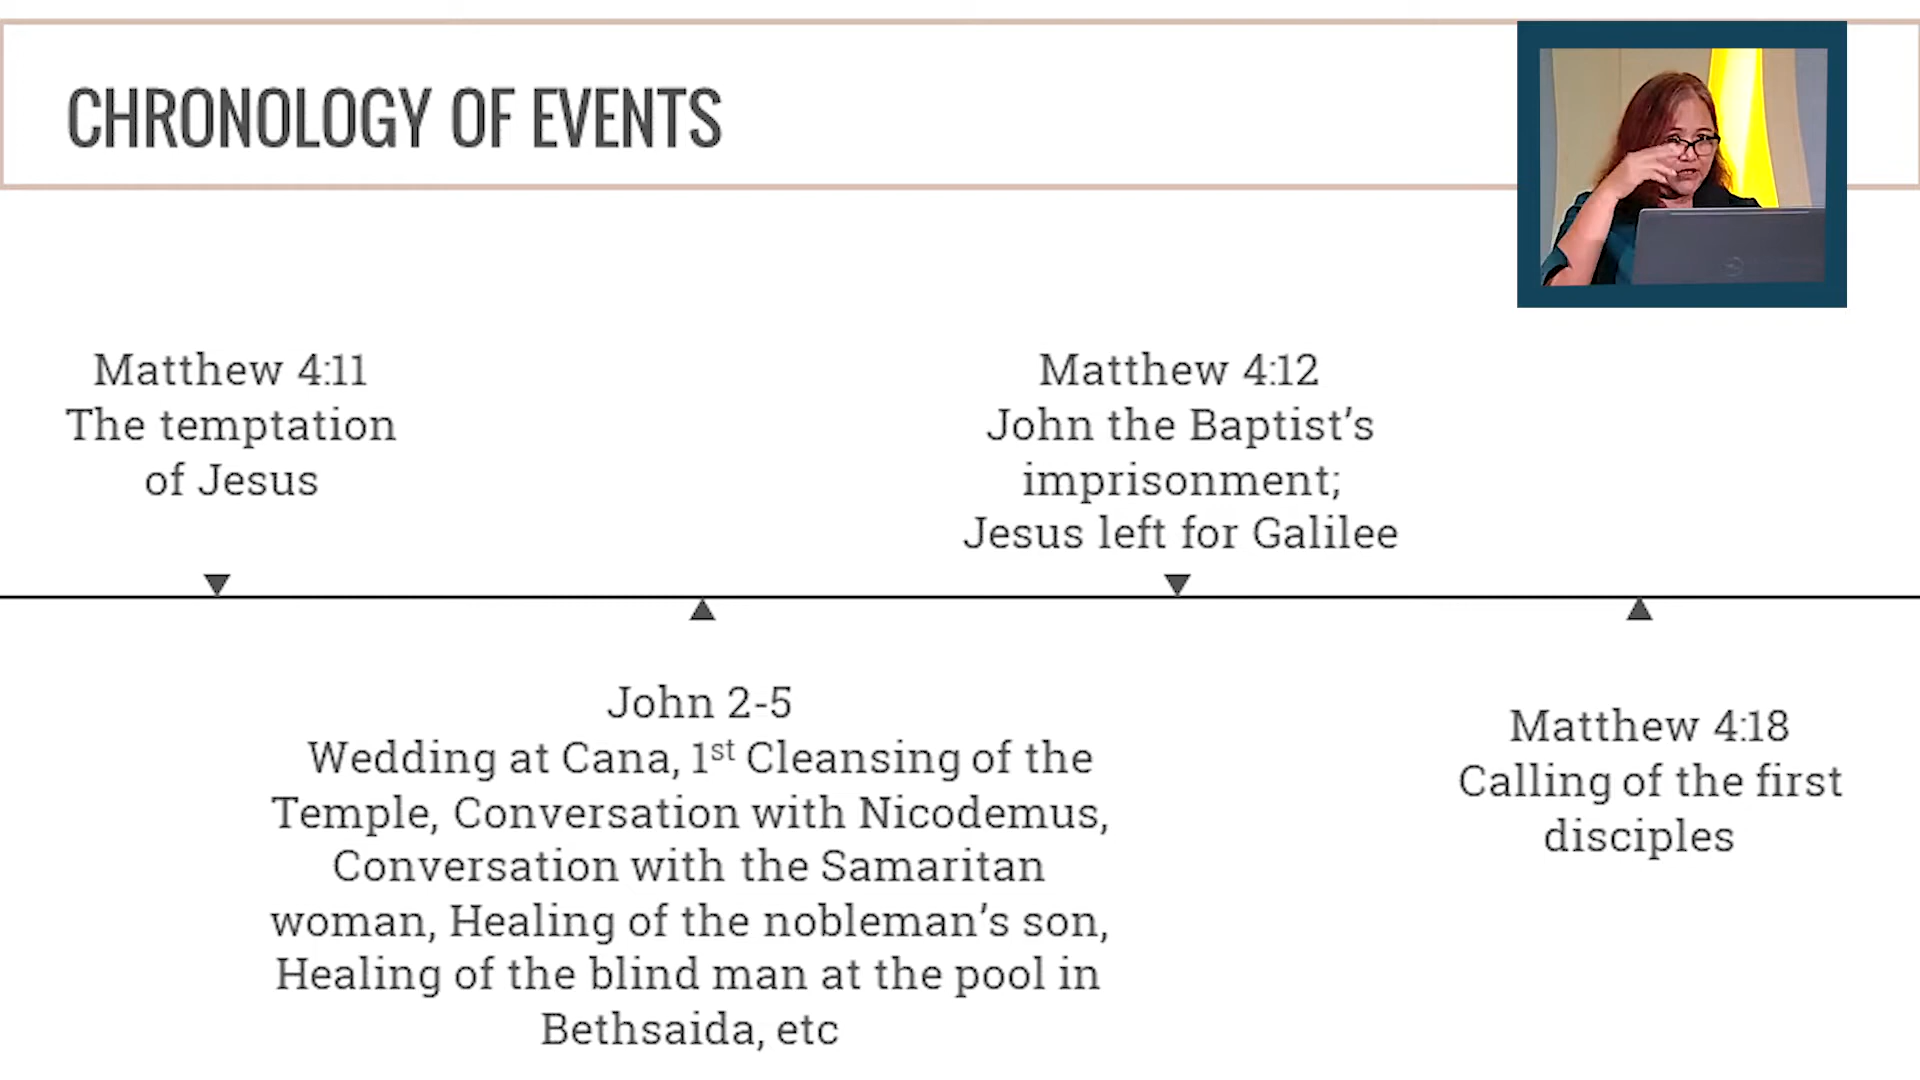 CHRONOLOGY OF EVENTS
Matthew 4:11
The temptation
of Jesus
John 2-5
Wedding at Cana, 1st Cleansing of the
Temple, Conversation with Nicodemus,
Conversation with the Samaritan
woman, Healing of the nobleman's son,
Healing of the blind man at the pool in
Bethsaida, etc
Matthew 4:12
John the Baptist's
imprisonment;
Jesus left for Galilee
Matthew 4:18
Calling of the first
disciples